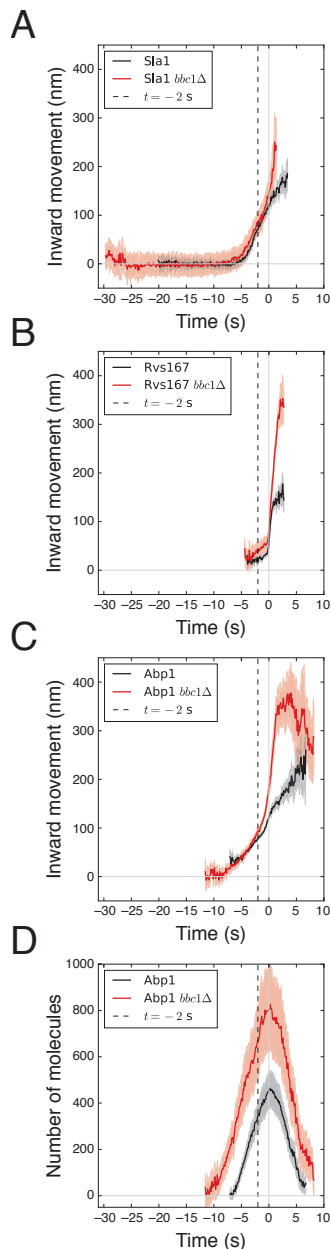 A
Sla1
Sla1 bbc1Δ
t = − 2 s
Inward movement (nm)
400
300
200
100
0
−30 −25 −20 −15 −10 −5 0 5 10
Time (s)
B
Rvs167
Rvs167 bbc1Δ
t = − 2 s
Inward movement (nm)
400
300
200
100
0
−30 −25 −20 −15 −10 −5 0 5 10
Time (s)
C
Abp1
Abp1 bbc1Δ
t = − 2 s
Inward movement (nm)
400
300
200
100
0
−30 −25 −20 −15 −10 −5 0 5 10
Time (s)
D
Abp1
Abp1 bbc1Δ
t = − 2 s
Number of molecules
1000
800
600
400
200
0
−30 −25 −20 −15 −10 −5 0 5 10
Time (s)